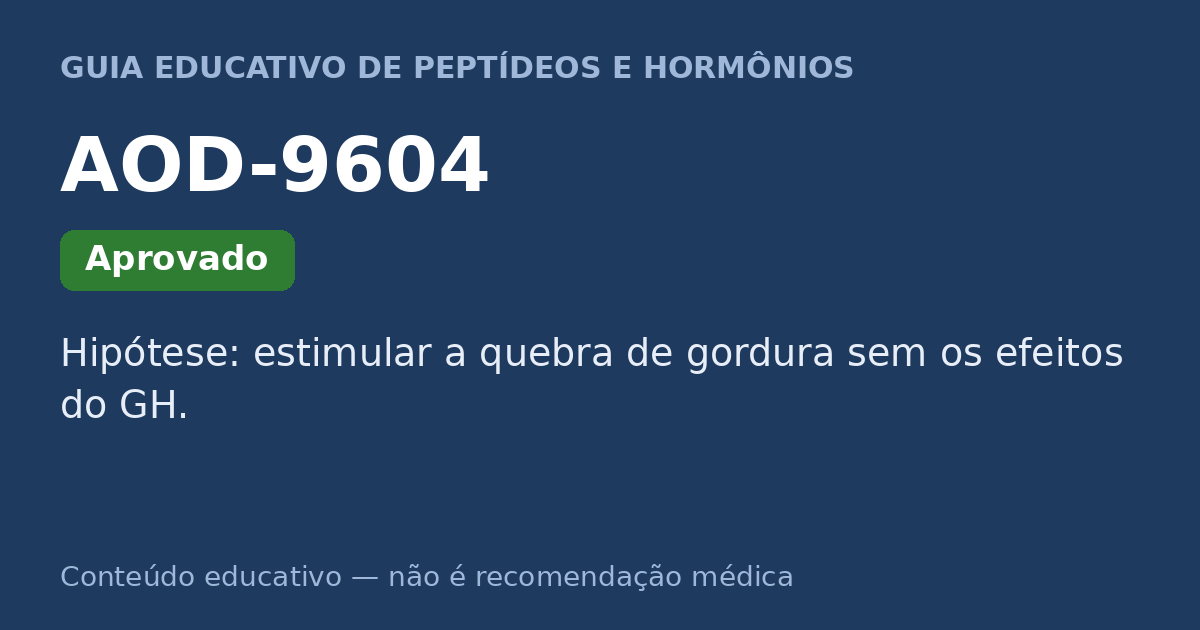 GUIA EDUCATIVO DE PEPTÍDEOS E HORMÔNIOS
AOD-9604
Aprovado
Hipótese: estimular a quebra de gordura sem os efeitos
do GH.
Conteúdo educativo — não é recomendação médica